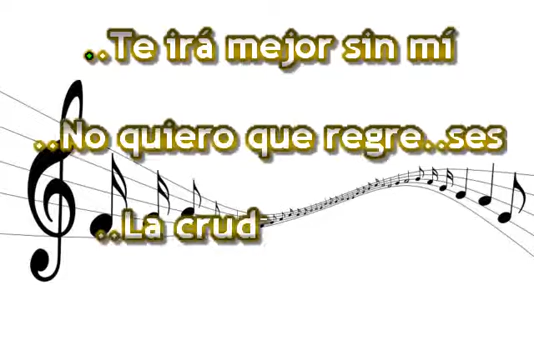 ..Te irá mejor sin mí
..No quiero que regre..ses
..La crud